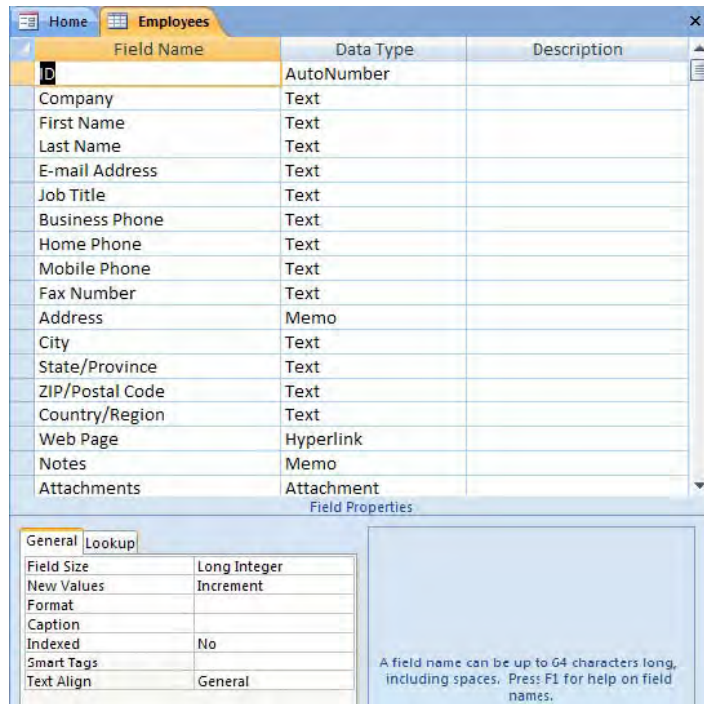 Home Employees
Field Name Data Type Description
ID AutoNumber
Company Text
First Name Text
Last Name Text
E-mail Address Text
Job Title Text
Business Phone Text
Home Phone Text
Mobile Phone Text
Fax Number Text
Address Memo
City Text
State/Province Text
ZIP/Postal Code Text
Country/Region Text
Web Page Hyperlink
Notes Memo
Attachments Attachment
Field Properties
General Lookup
Field Size Long Integer
New Values Increment
Format
Caption
Indexed No
Smart Tags
Text Align General
A field name can be up to 64 characters long,
including spaces. Press F1 for help on field
names.